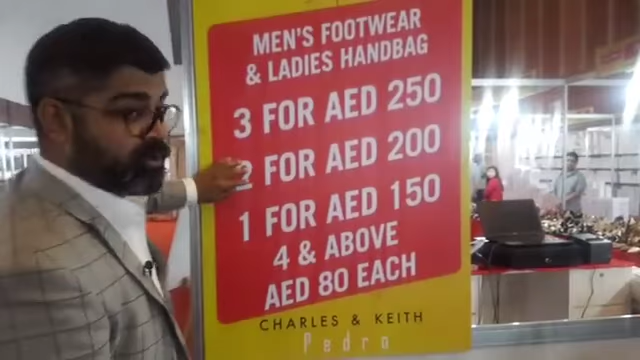 MEN'S FOOTWEAR
& LADIES HANDBAG
3 FOR AED 250
2 FOR AED 200
1 FOR AED 150
4 & ABOVE
AED 80 EACH
CHARLES & KEITH
Pedro